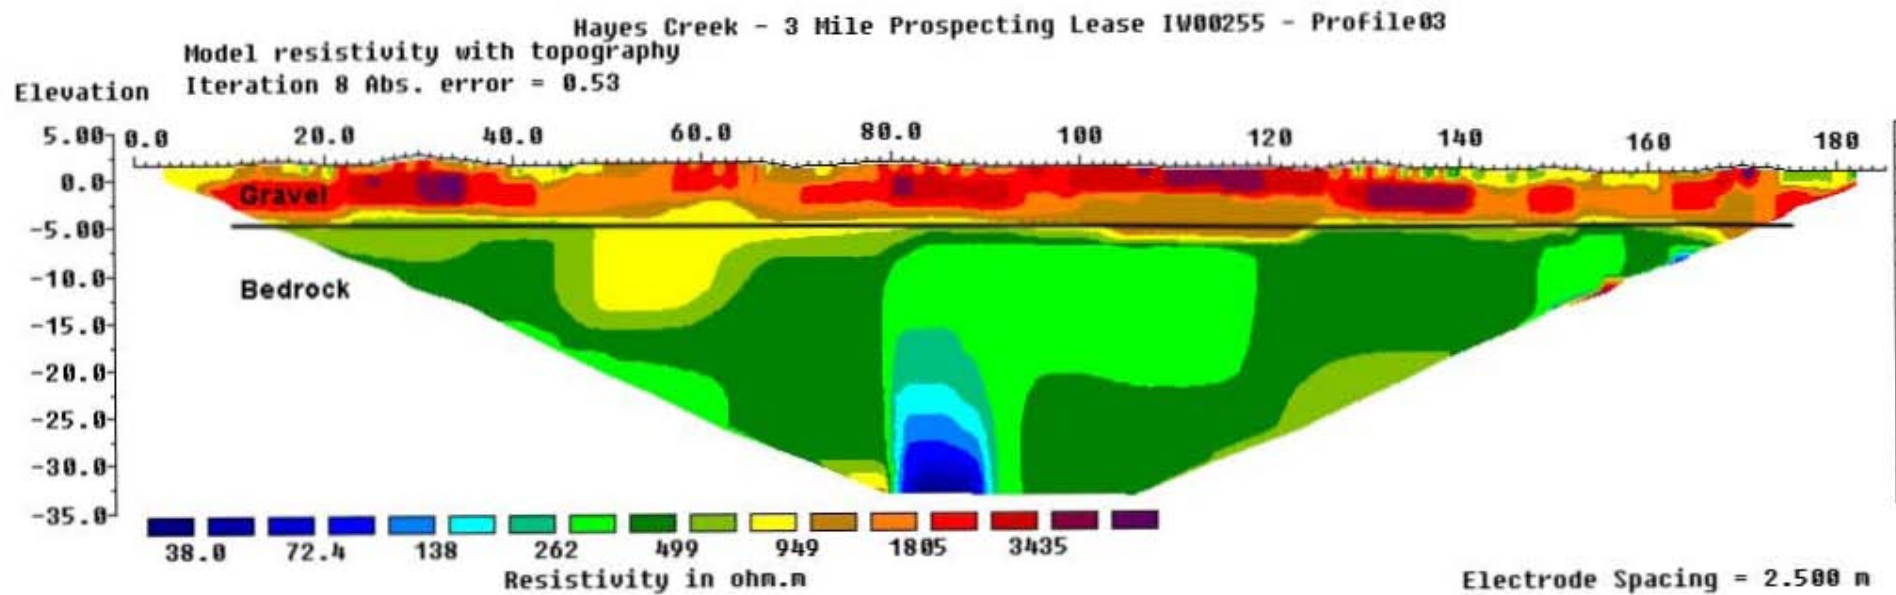 Hayes Creek - 3 Mile Prospecting Lease IW00255 - Profile03
Model resistivity with topography
Iteration 8 Abs. error = 0.53
Elevation
0.0 20.0 40.0 60.0 80.0 100 120 140 160 180
5.00
0.0
-5.00
-10.0
-15.0
-20.0
-25.0
-30.0
-35.0
Gravel
Bedrock
38.0 72.4 138 262 499 949 1805 3435
Resistivity in ohm.m
Electrode Spacing = 2.500 m